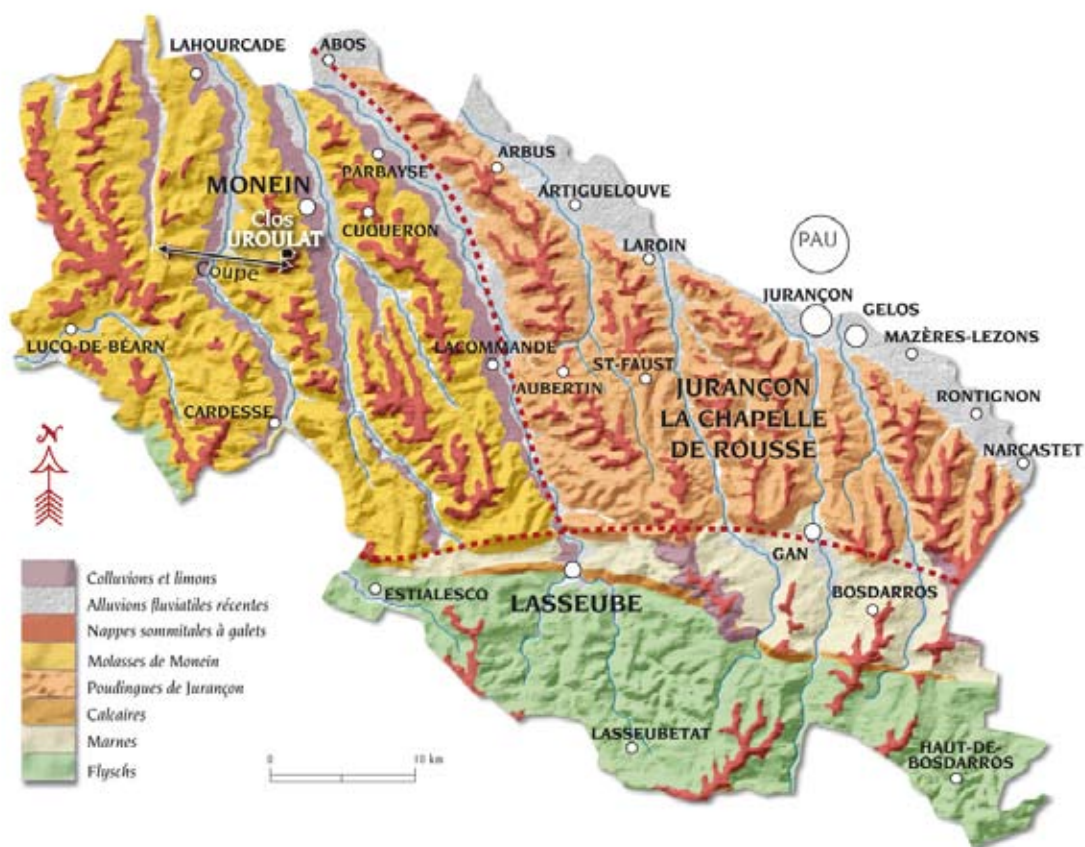 LAHOURCADE
ABOS
ARBUS
PARBAYSE
MONEIN
ARTIGUELOUVE
Clos
UROULAT
CUQUERON
Coupe
LAROIN
PAU
JURANÇON
GELOS
MAZÈRES-LEZONS
LUCQ-DE-BÉARN
LACOMMANDE
ST-FAUST
AUBERTIN
JURANÇON
LA CHAPELLE
DE ROUSSE
RONTIGNON
CARDESSE
NARCASTET
N
GAN
ESTIALESCQ
LASSEUBE
BOSDARROS
LASSEUBETAT
HAUT-DE-
BOSDARROS
Colluvions et limons
Alluvions fluviatiles récentes
Nappes sommitales à galets
Molasses de Monein
Poudingues de Jurançon
Calcaires
Marnes
Flyschs
0 10 km